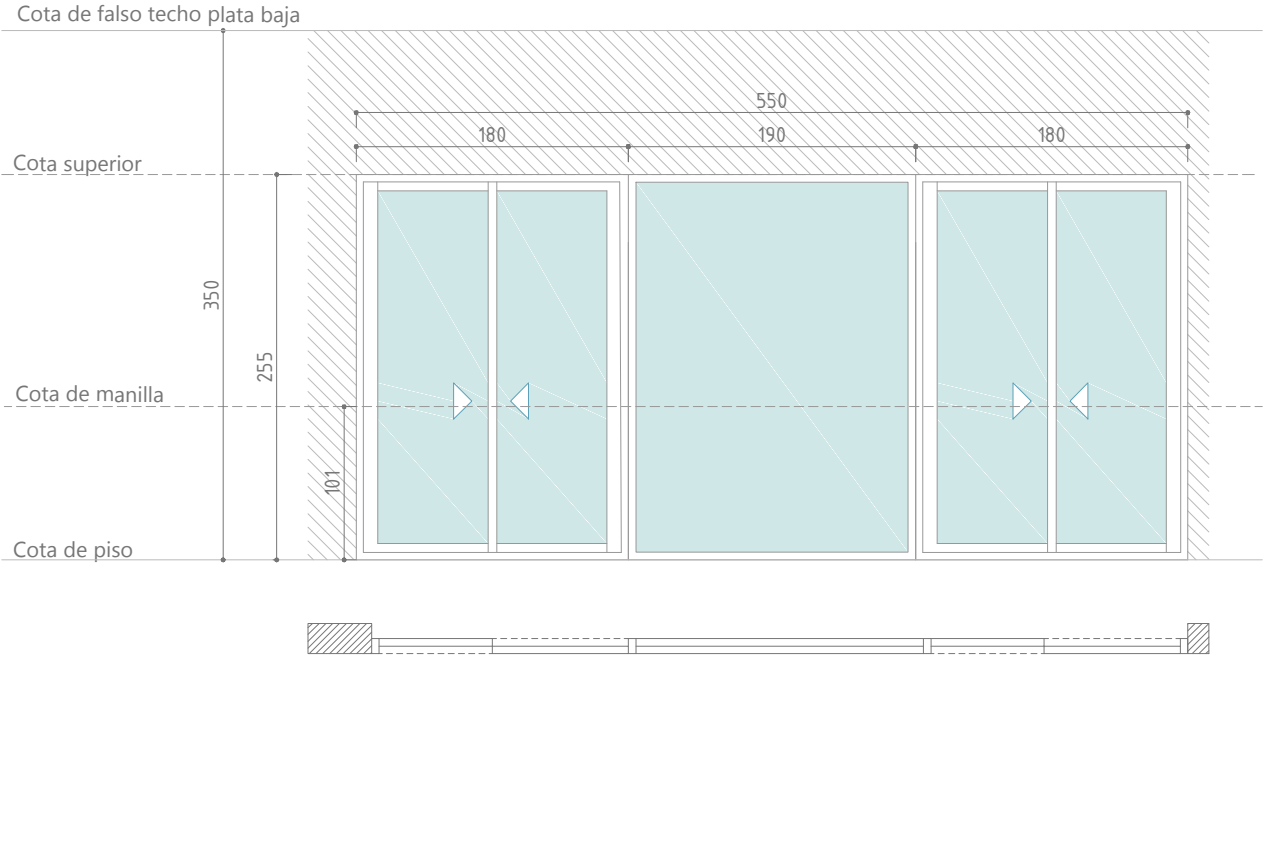 Cota de falso techo plata baja
550
180 190 180
Cota superior
350
255
Cota de manilla
101
Cota de piso